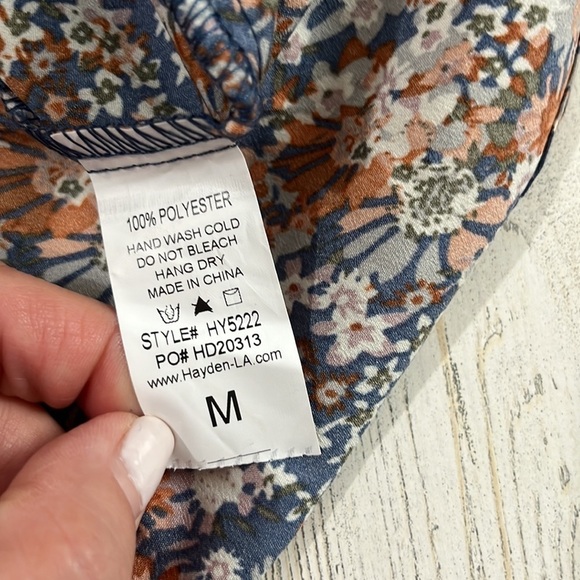 100% POLYESTER
HAND WASH COLD
DO NOT BLEACH
HANG DRY
MADE IN CHINA
STYLE# HY5222
PO# HD20313
www.Hayden-LA.com
M